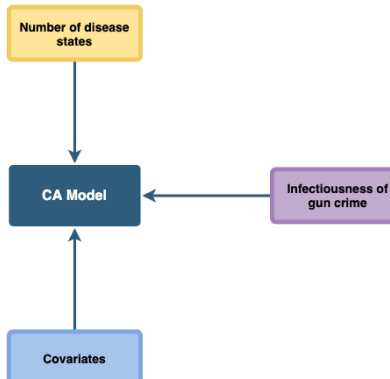 Number of disease
states
CA Model
Infectiousness of
gun crime
Covariates